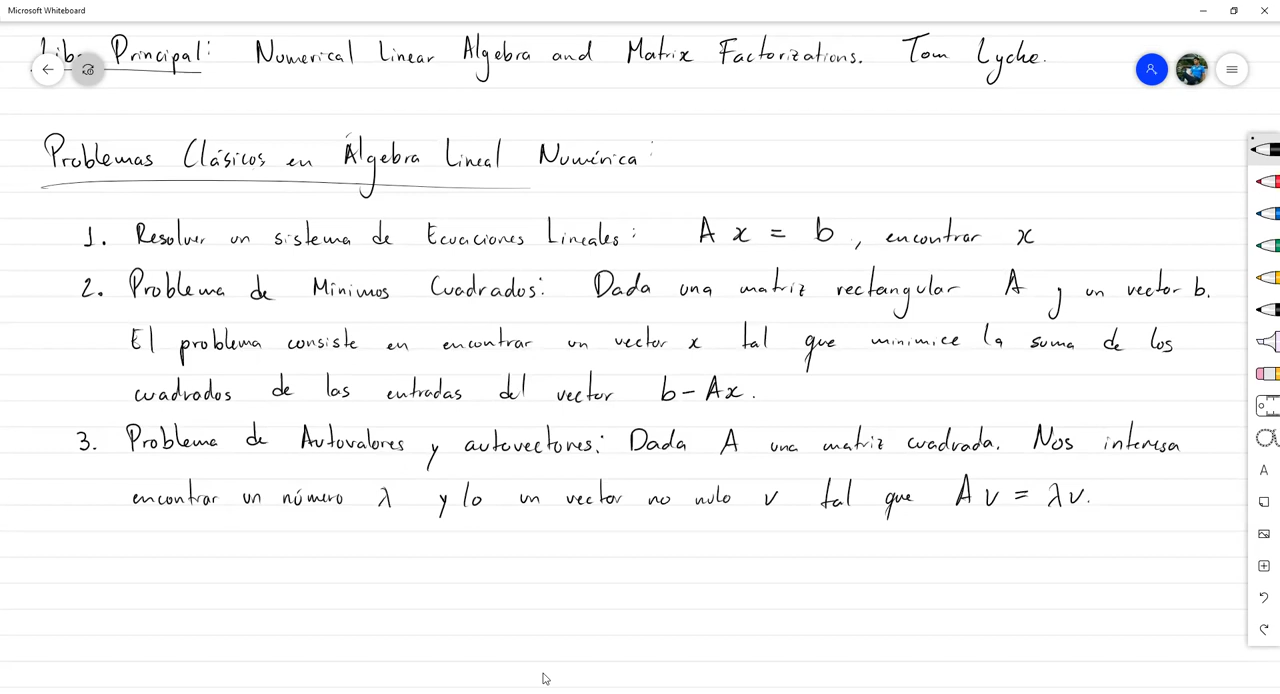 Microsoft Whiteboard
Principal: Numerical Linear Algebra and Matrix Factorizations. Tom Lyche.
Problemas Clásicos en Álgebra Lineal Numérica:
1. Resolver un sistema de Ecuaciones Lineales: A x = b, encontrar x
2. Problema de Mínimos Cuadrados: Dada una matriz rectangular A y un vector b.
El problema consiste en encontrar un vector x tal que minimice la suma de los
cuadrados de las entradas del vector b - Ax.
3. Problema de Autovalores y autovectores: Dada A una matriz cuadrada. Nos interesa
encontrar un número λ y/o un vector no nulo v tal que A v = λv.